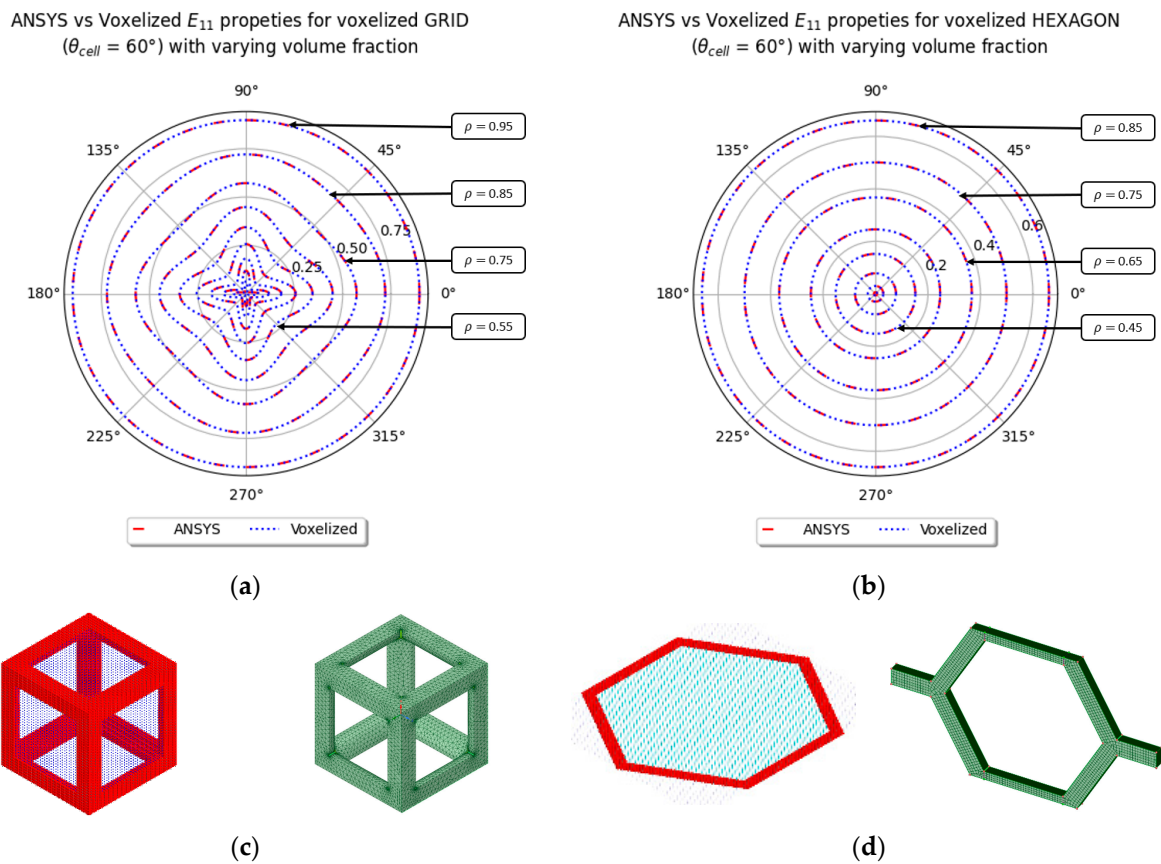 ANSYS vs Voxelized E₁₁ propeties for voxelized GRID
(θcell = 60°) with varying volume fraction
90°
135°
45°
180°
0°
225°
315°
270°
0.25
0.50
0.75
ρ = 0.95
ρ = 0.85
ρ = 0.75
ρ = 0.55
ANSYS
Voxelized
(a)
ANSYS vs Voxelized E₁₁ propeties for voxelized HEXAGON
(θcell = 60°) with varying volume fraction
90°
135°
45°
180°
0°
225°
315°
270°
0.2
0.4
0.6
ρ = 0.85
ρ = 0.75
ρ = 0.65
ρ = 0.45
ANSYS
Voxelized
(b)
(c)
(d)